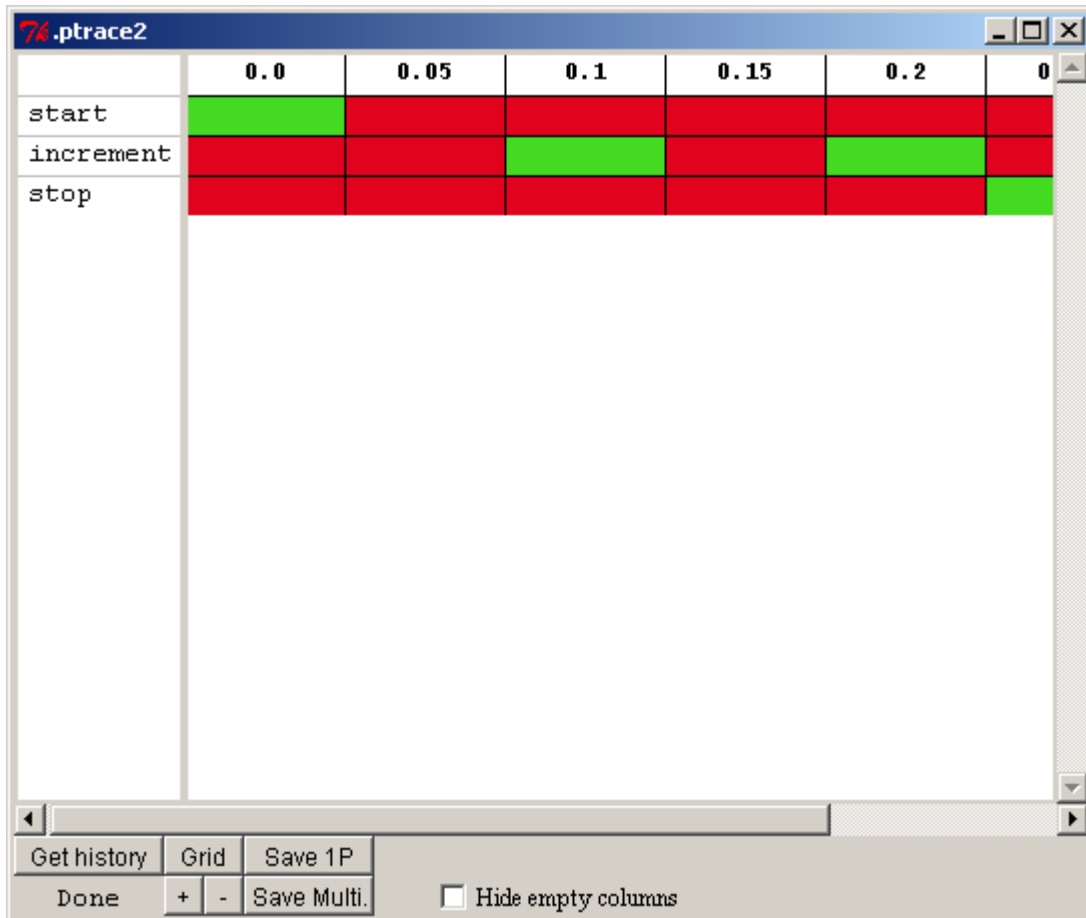 .ptrace2
0.0 0.05 0.1 0.15 0.2 0
start
increment
stop
Get history Grid Save 1P
Done + - Save Multi. Hide empty columns